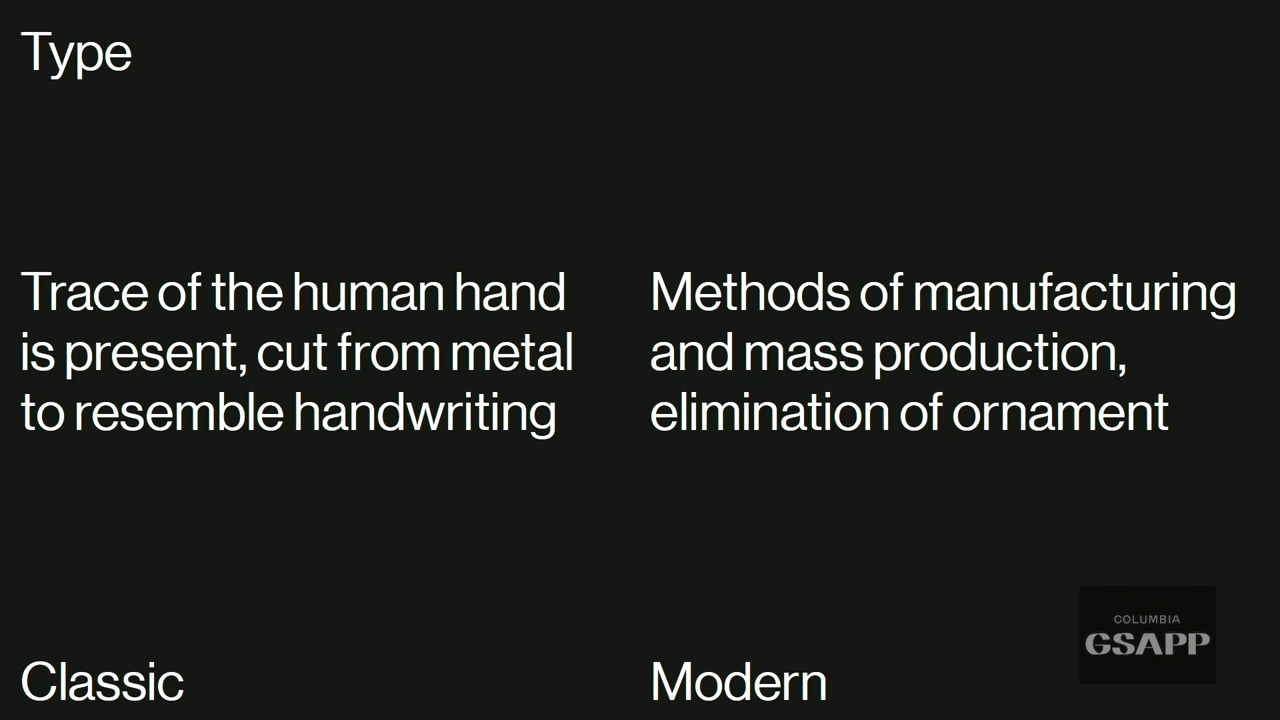 Type
Trace of the human hand
is present, cut from metal
to resemble handwriting
Methods of manufacturing
and mass production,
elimination of ornament
Classic
Modern
COLUMBIA
GSAPP